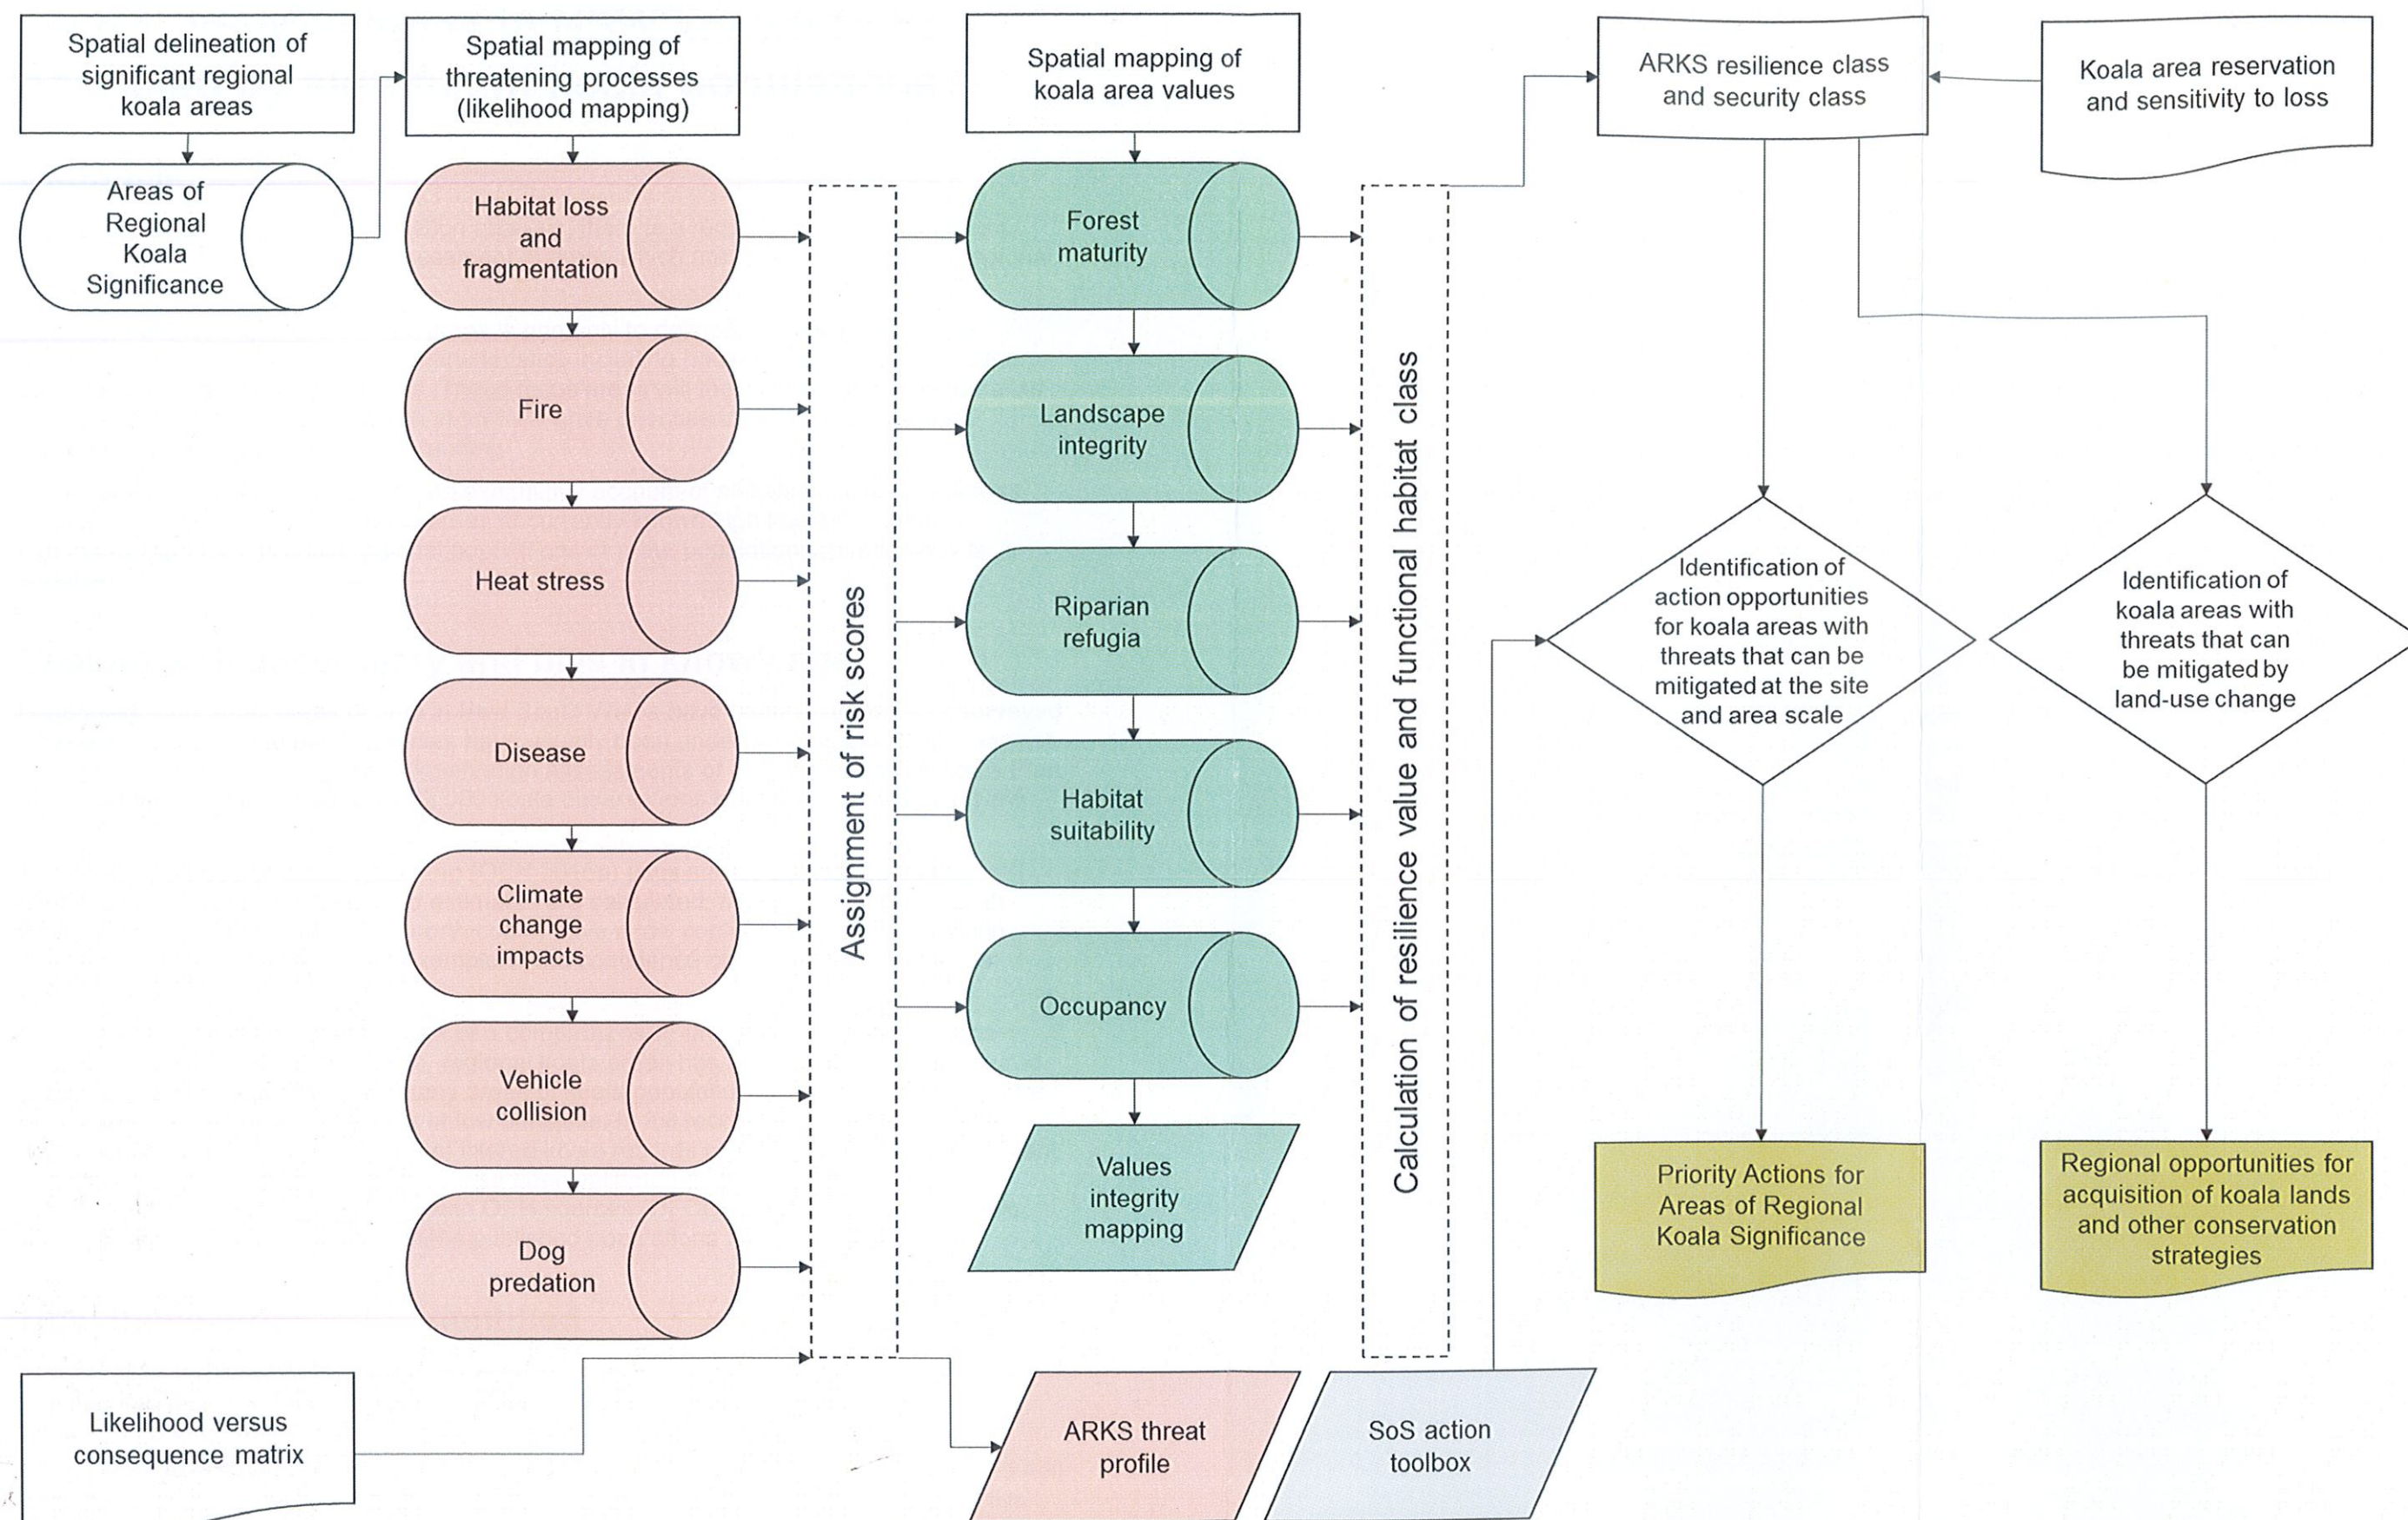 Spatial delineation of
significant regional
koala areas
Areas of
Regional
Koala
Significance
Spatial mapping of
threatening processes
(likelihood mapping)
Habitat loss
and
fragmentation
Fire
Heat stress
Disease
Climate
change
impacts
Vehicle
collision
Dog
predation
Likelihood versus
consequence matrix
Assignment of risk scores
Spatial mapping of
koala area values
Forest
maturity
Landscape
integrity
Riparian
refugia
Habitat
suitability
Occupancy
Values
integrity
mapping
ARKS threat
profile
Calculation of resilience value and functional habitat class
SoS action
toolbox
ARKS resilience class
and security class
Koala area reservation
and sensitivity to loss
Identification of
action opportunities
for koala areas with
threats that can be
mitigated at the site
and area scale
Identification of
koala areas with
threats that can
be mitigated by
land-use change
Priority Actions for
Areas of Regional
Koala Significance
Regional opportunities for
acquisition of koala lands
and other conservation
strategies